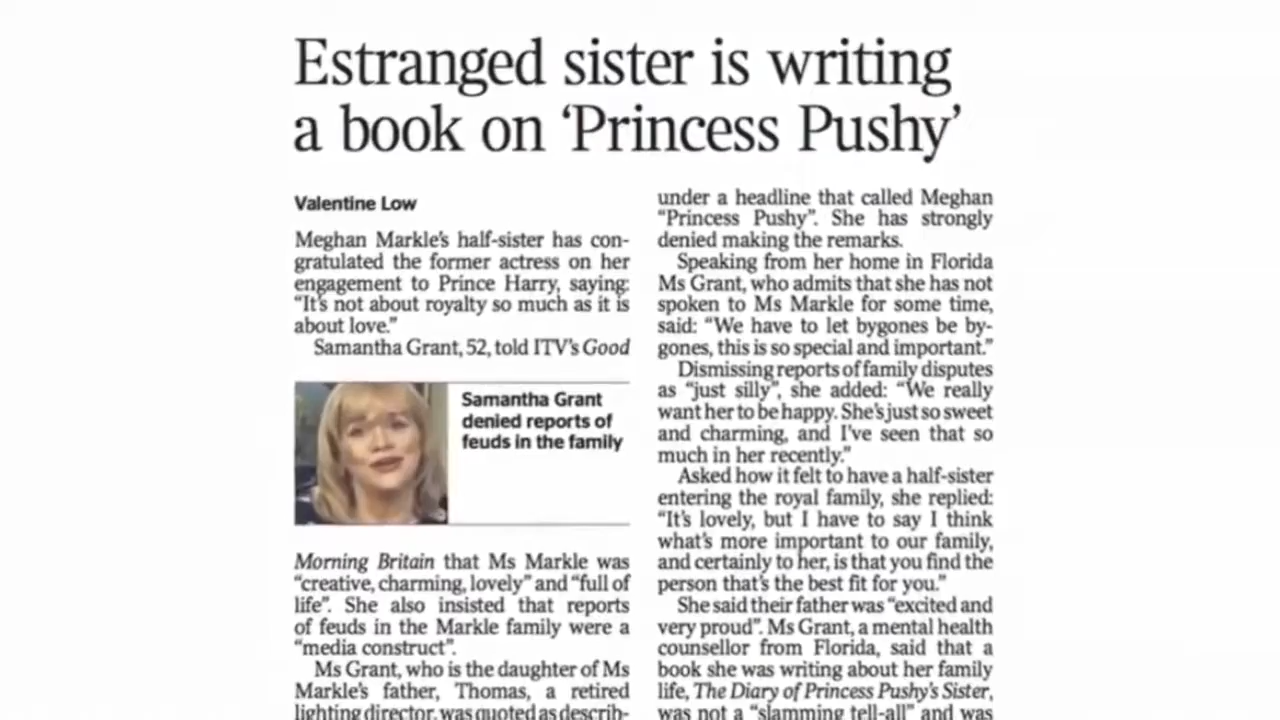 Estranged sister is writing
a book on ‘Princess Pushy’
Valentine Low
Meghan Markle’s half-sister has con-
gratulated the former actress on her
engagement to Prince Harry, saying:
“It’s not about royalty so much as it is
about love.”
Samantha Grant, 52, told ITV’s Good
Samantha Grant
denied reports of
feuds in the family
Morning Britain that Ms Markle was
“creative, charming, lovely” and “full of
life”. She also insisted that reports
of feuds in the Markle family were a
“media construct”.
Ms Grant, who is the daughter of Ms
Markle’s father, Thomas, a retired
lighting director, was quoted as describ-
under a headline that called Meghan
“Princess Pushy”. She has strongly
denied making the remarks.
Speaking from her home in Florida
Ms Grant, who admits that she has not
spoken to Ms Markle for some time,
said: “We have to let bygones be by-
gones, this is so special and important.”
Dismissing reports of family disputes
as “just silly”, she added: “We really
want her to be happy. She’s just so sweet
and charming, and I’ve seen that so
much in her recently.”
Asked how it felt to have a half-sister
entering the royal family, she replied:
“It’s lovely, but I have to say I think
what’s more important to our family,
and certainly to her, is that you find the
person that’s the best fit for you.”
She said their father was “excited and
very proud”. Ms Grant, a mental health
counsellor from Florida, said that a
book she was writing about her family
life, The Diary of Princess Pushy’s Sister,
was not a “slamming tell-all” and was